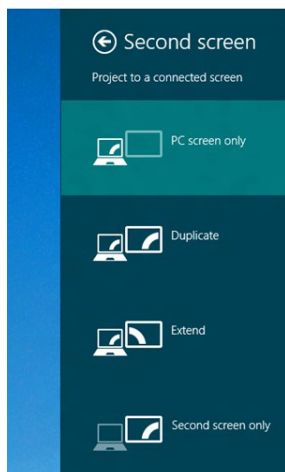 Second screen
Project to a connected screen
PC screen only
Duplicate
Extend
Second screen only